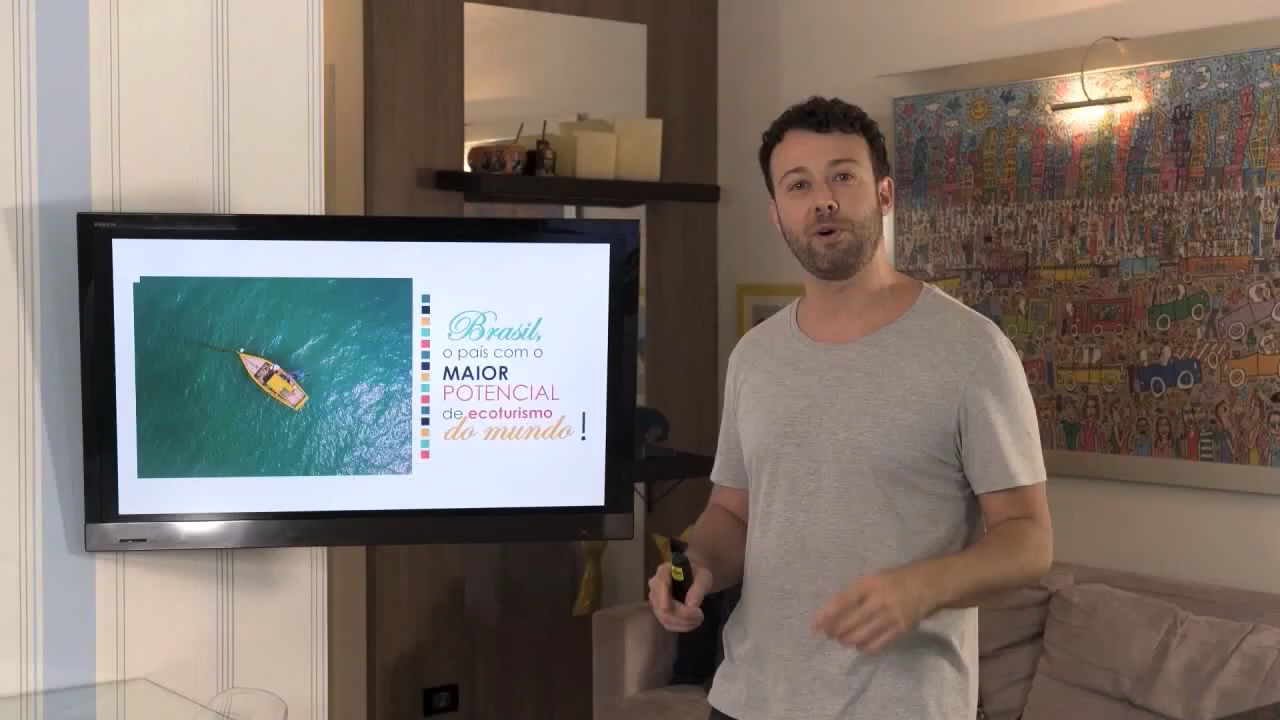 Brasil,
o país com o
MAIOR
POTENCIAL
de ecoturismo
do mundo!